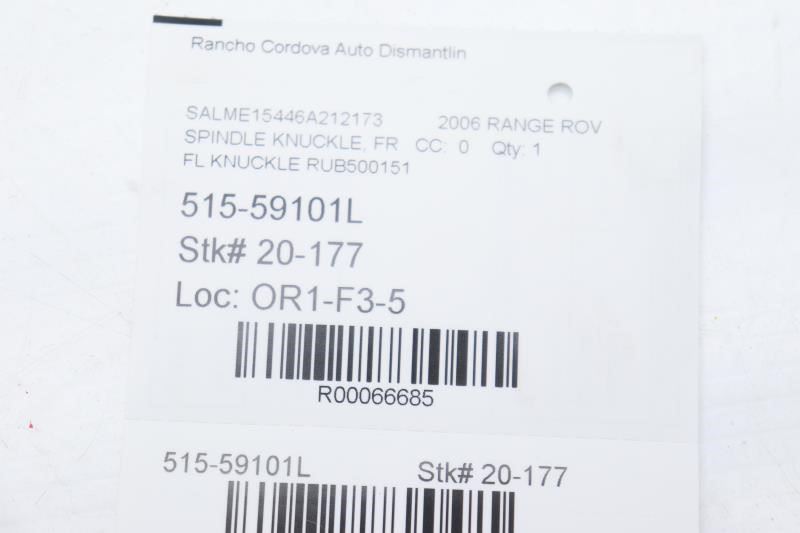 Rancho Cordova Auto Dismantlin
SALME15446A212173 2006 RANGE ROV
SPINDLE KNUCKLE, FR CC: 0 Qty: 1
FL KNUCKLE RUB500151
515-59101L
Stk# 20-177
Loc: OR1-F3-5
R00066685
515-59101L Stk# 20-177